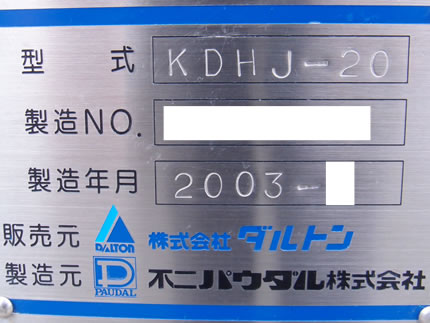 型 式 KDHJ-20
製造NO.
製造年月 2003-
販売元 DALTON 株式会社 ダルトン
製造元 PAUDAL 不二パウダル株式会社